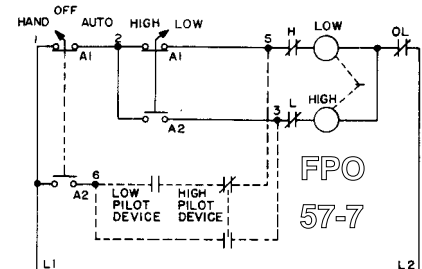 OFF
HAND AUTO HIGH LOW
1 2 5 H LOW OL
A1 A1
HIGH
3 L
A2
6
A2
LOW PILOT DEVICE
HIGH PILOT DEVICE
FPO
57-7
L1 L2